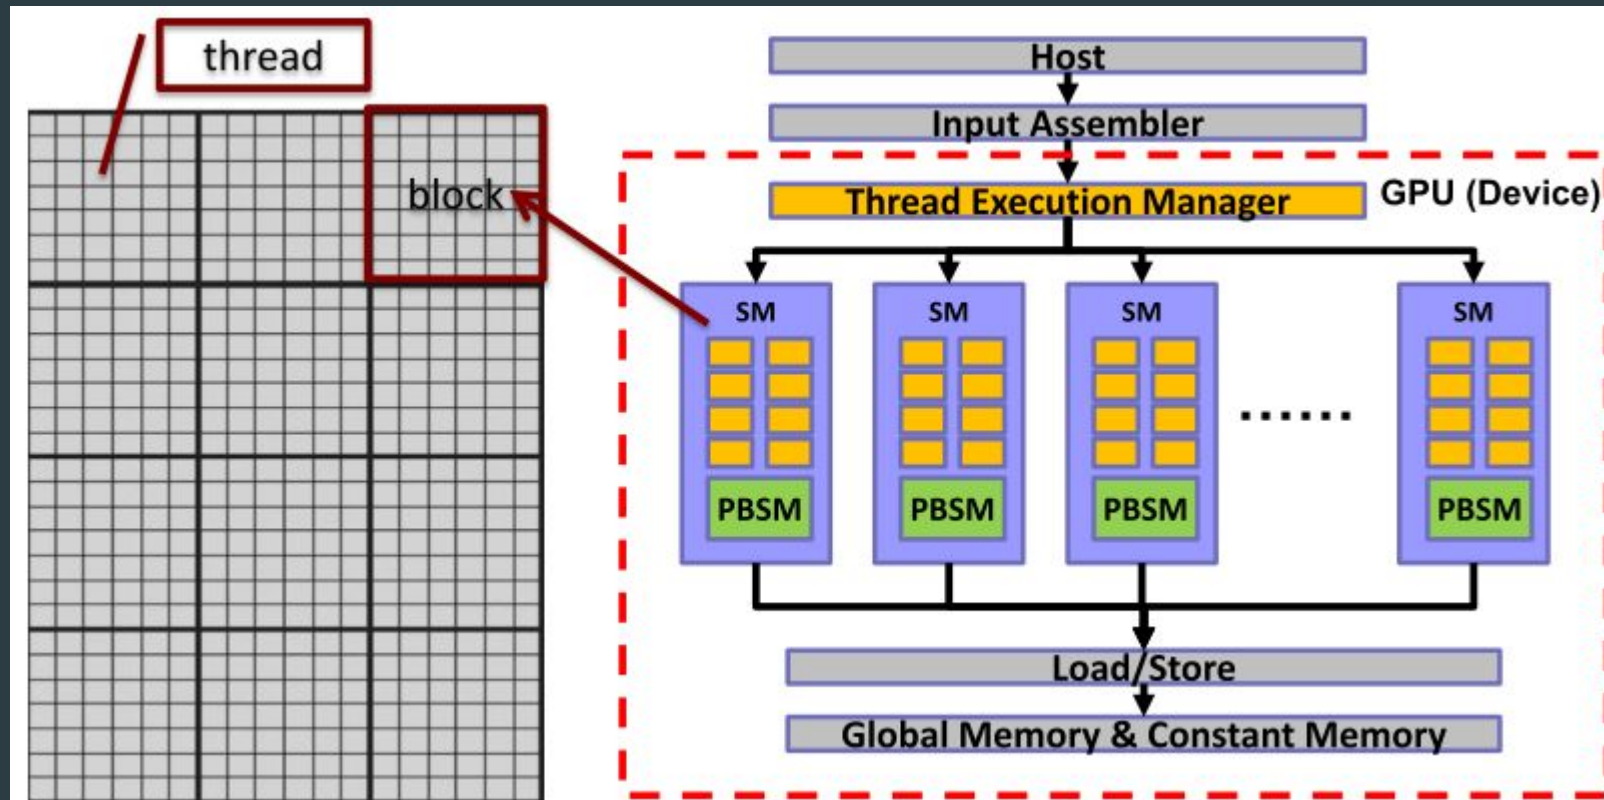 thread
block
Host
Input Assembler
Thread Execution Manager
GPU (Device)
SM
SM
SM
SM
......
PBSM
PBSM
PBSM
PBSM
Load/Store
Global Memory & Constant Memory